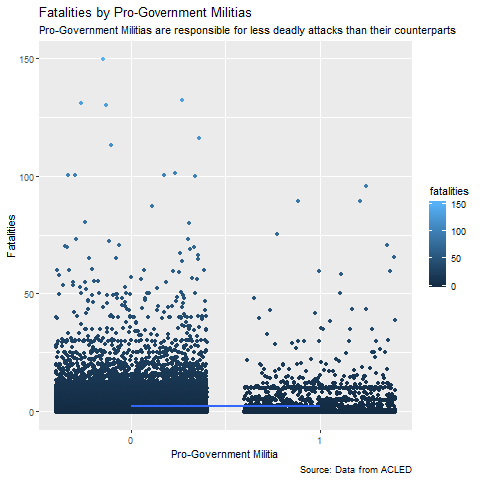 Fatalities by Pro-Government Militias
Pro-Government Militias are responsible for less deadly attacks than their counterparts
150
100
50
0
Fatalities
0
1
Pro-Government Militia
fatalities
150
100
50
0
Source: Data from ACLED